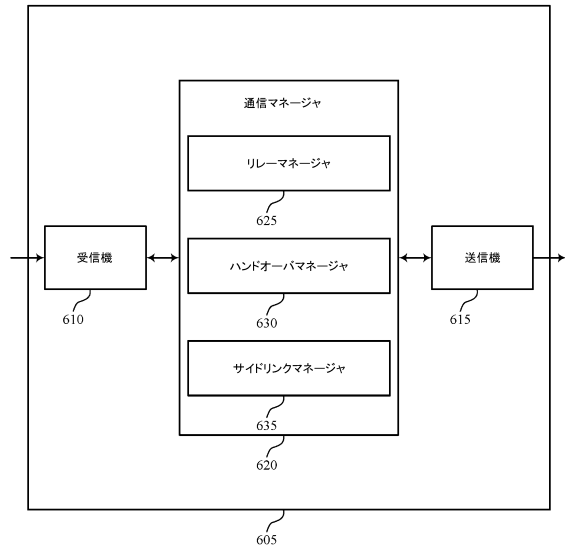 通信マネージャ
リレーマネージャ
625
受信機
610
ハンドオーバマネージャ
630
送信機
615
サイドリンクマネージャ
635
620
605